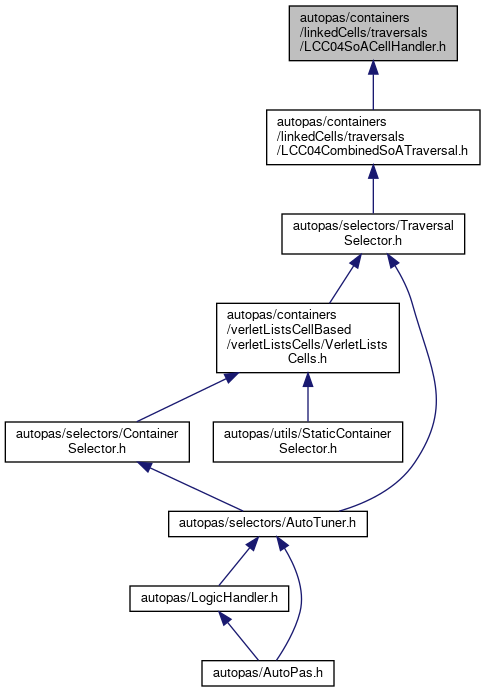 autopas/containers
/linkedCells/traversals
/LCC04SoACellHandler.h
autopas/containers
/linkedCells/traversals
/LCC04CombinedSoATraversal.h
autopas/selectors/Traversal
Selector.h
autopas/containers
/verletListsCellBased
/verletListsCells/VerletLists
Cells.h
autopas/selectors/Container
Selector.h
autopas/utils/StaticContainer
Selector.h
autopas/selectors/AutoTuner.h
autopas/LogicHandler.h
autopas/AutoPas.h